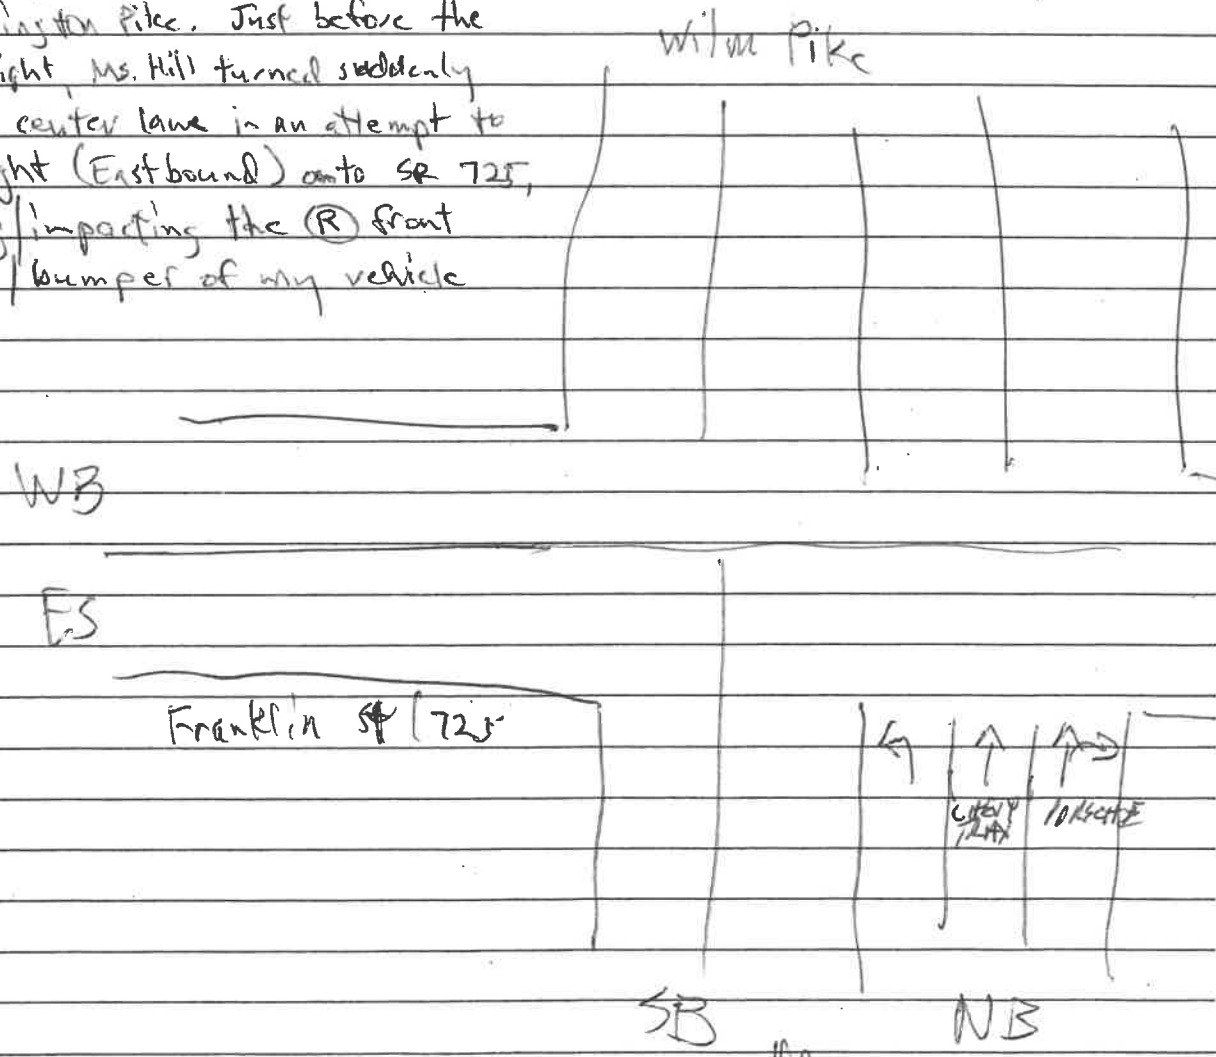 ington Pike. Just before the
ight, Ms. Hill turned suddenly
center lane in an attempt to
ght (Eastbound) onto SR 725,
/impacting the Ⓡ front
/bumper of my vehicle
Wilm Pike
WB
EB
Franklin St / 725
CHEVY
TRAX
PORSCHE
SB
NB